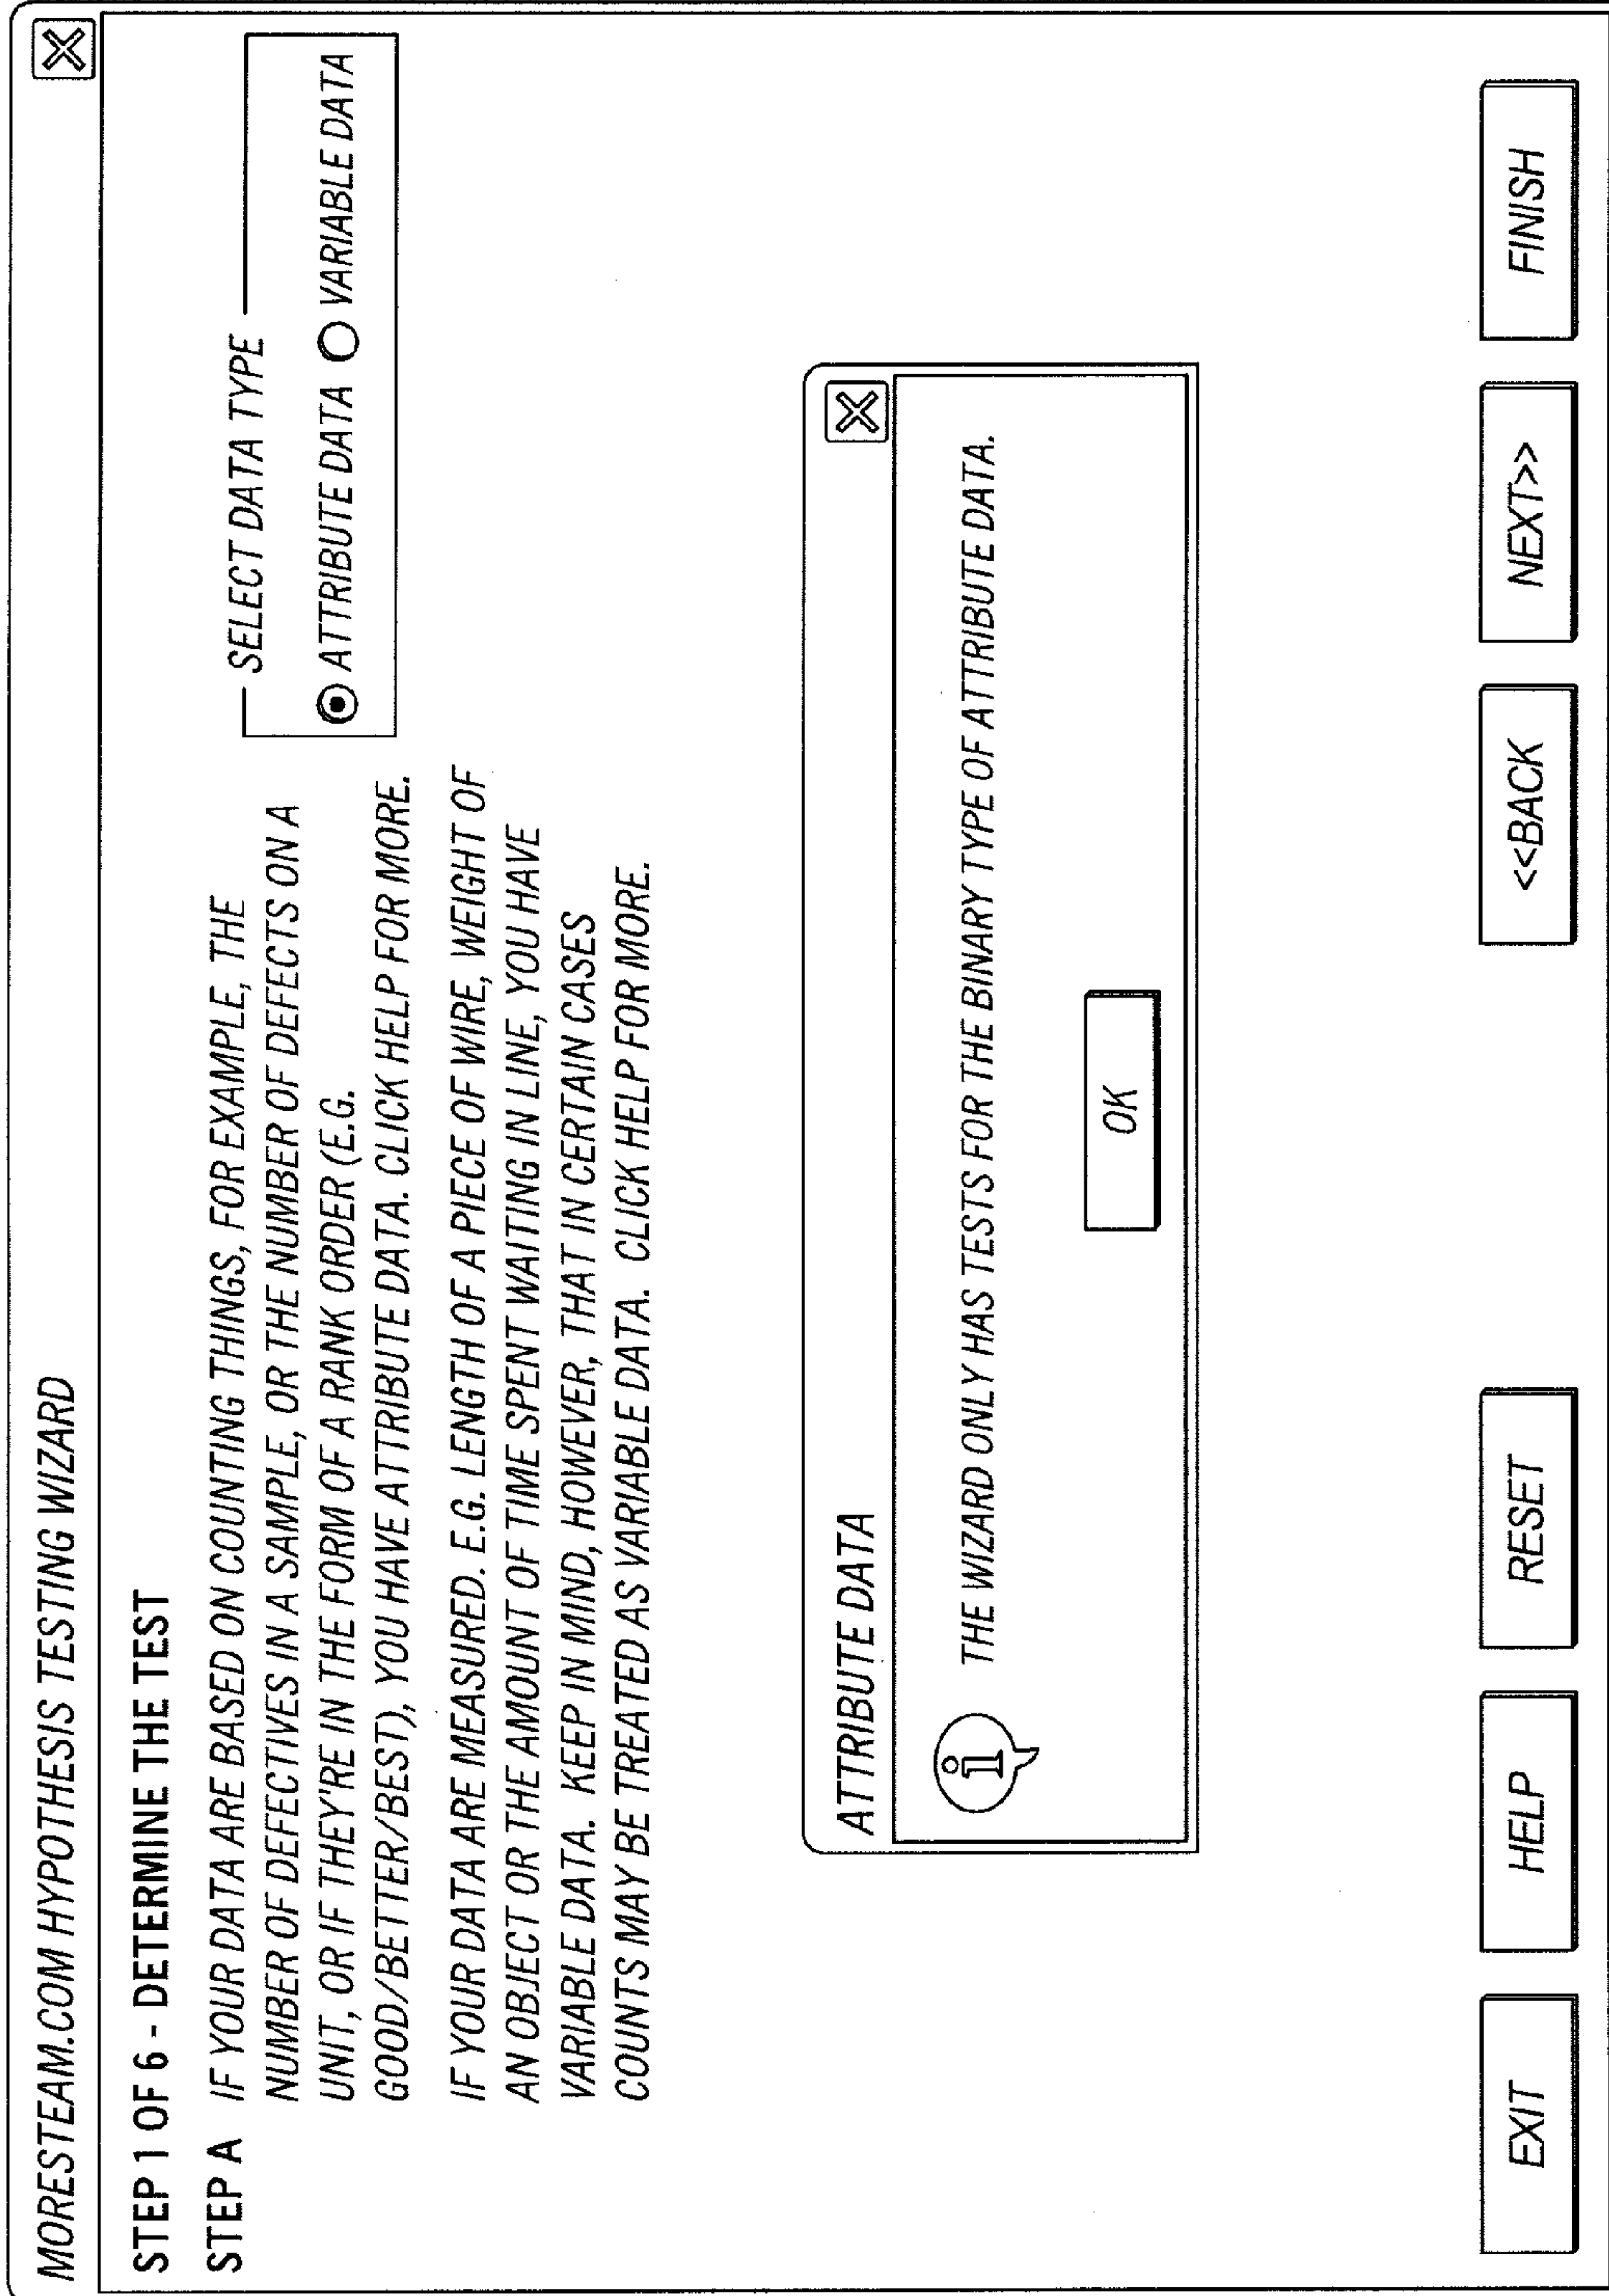 MORESTEAM.COM HYPOTHESIS TESTING WIZARD
STEP 1 OF 6 - DETERMINE THE TEST
STEP A IF YOUR DATA ARE BASED ON COUNTING THINGS, FOR EXAMPLE, THE
NUMBER OF DEFECTIVES IN A SAMPLE, OR THE NUMBER OF DEFECTS ON A
UNIT, OR IF THEY'RE IN THE FORM OF A RANK ORDER (E.G.
GOOD/BETTER/BEST), YOU HAVE ATTRIBUTE DATA. CLICK HELP FOR MORE.
SELECT DATA TYPE
ATTRIBUTE DATA VARIABLE DATA
IF YOUR DATA ARE MEASURED. E.G. LENGTH OF A PIECE OF WIRE, WEIGHT OF
AN OBJECT OR THE AMOUNT OF TIME SPENT WAITING IN LINE, YOU HAVE
VARIABLE DATA. KEEP IN MIND, HOWEVER, THAT IN CERTAIN CASES
COUNTS MAY BE TREATED AS VARIABLE DATA. CLICK HELP FOR MORE.
ATTRIBUTE DATA
THE WIZARD ONLY HAS TESTS FOR THE BINARY TYPE OF ATTRIBUTE DATA.
OK
EXIT HELP RESET <<BACK NEXT>> FINISH